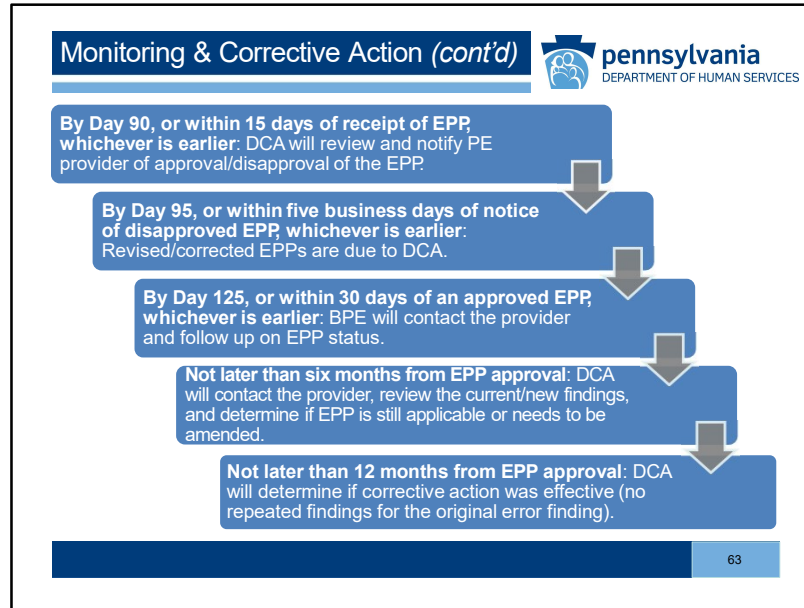 Monitoring & Corrective Action (cont'd)
pennsylvania
DEPARTMENT OF HUMAN SERVICES
By Day 90, or within 15 days of receipt of EPP,
whichever is earlier: DCA will review and notify PE
provider of approval/disapproval of the EPP.
By Day 95, or within five business days of notice
of disapproved EPP, whichever is earlier:
Revised/corrected EPPs are due to DCA.
By Day 125, or within 30 days of an approved EPP,
whichever is earlier: BPE will contact the provider
and follow up on EPP status.
Not later than six months from EPP approval: DCA
will contact the provider, review the current/new findings,
and determine if EPP is still applicable or needs to be
amended.
Not later than 12 months from EPP approval: DCA
will determine if corrective action was effective (no
repeated findings for the original error finding).
63